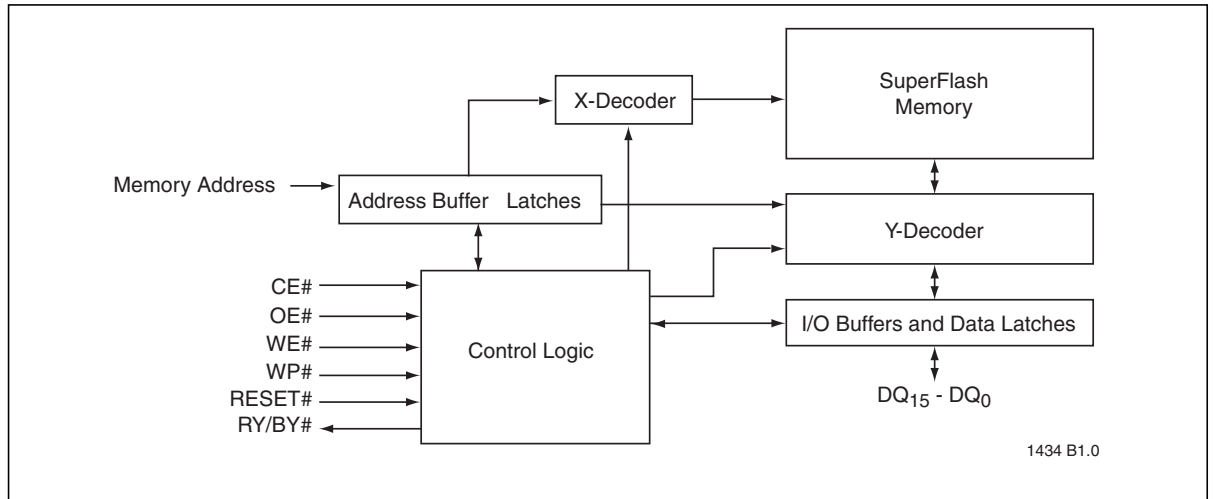 SuperFlash
Memory
X-Decoder
Memory Address
Address Buffer Latches
Y-Decoder
CE#
OE#
WE#
WP#
RESET#
RY/BY#
Control Logic
I/O Buffers and Data Latches
DQ15 - DQ0
1434 B1.0